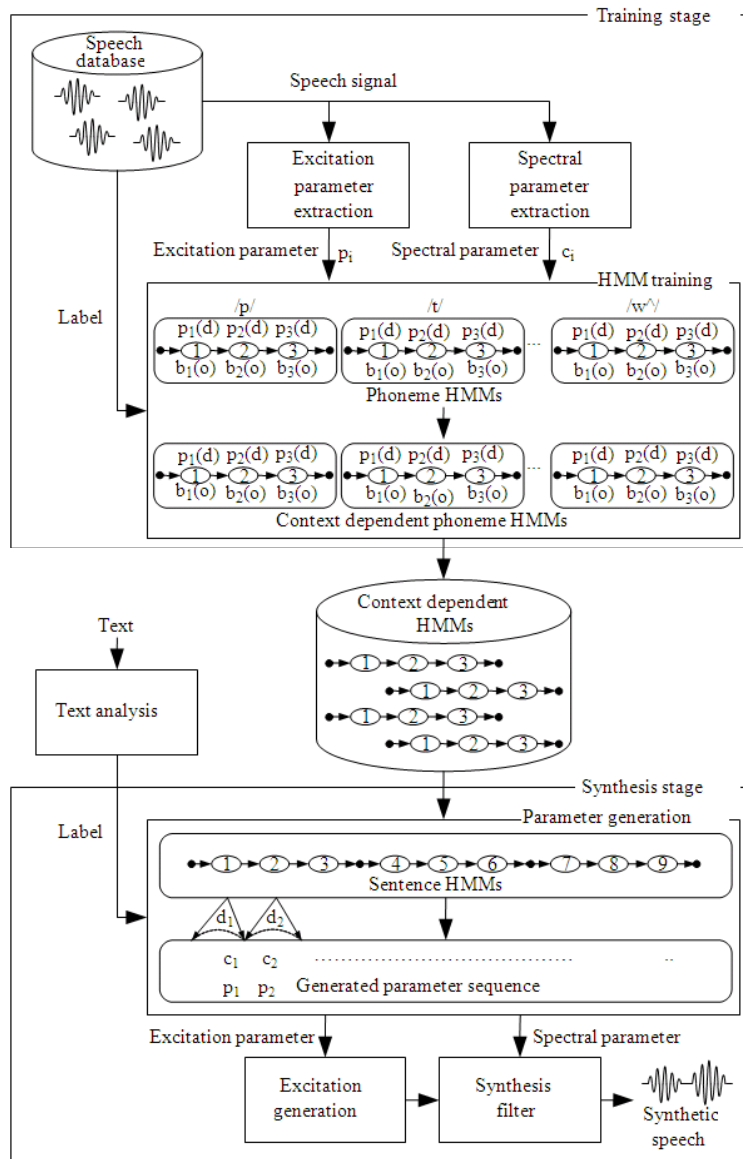 Training stage
Speech
database
Speech signal
Excitation
parameter
extraction
Spectral
parameter
extraction
Excitation parameter p_i
Spectral parameter c_i
HMM training
Label
/p/ /t/ /w^/
p₁(d) p₂(d) p₃(d) p₁(d) p₂(d) p₃(d) p₁(d) p₂(d) p₃(d)
1 2 3 1 2 3 ... 1 2 3
b₁(o) b₂(o) b₃(o) b₁(o) b₂(o) b₃(o) b₁(o) b₂(o) b₃(o)
Phoneme HMMs
p₁(d) p₂(d) p₃(d) p₁(d) p₂(d) p₃(d) p₁(d) p₂(d) p₃(d)
1 2 3 1 2 3 ... 1 2 3
b₁(o) b₂(o) b₃(o) b₁(o) b₂(o) b₃(o) b₁(o) b₂(o) b₃(o)
Context dependent phoneme HMMs
Context dependent
HMMs
1 2 3
1 2 3
1 2 3
1 2 3
Text
Text analysis
Synthesis stage
Label
Parameter generation
1 2 3 4 5 6 7 8 9
Sentence HMMs
d₁ d₂
c₁ c₂ ........................................ ..
p₁ p₂ Generated parameter sequence
Excitation parameter
Spectral parameter
Excitation
generation
Synthesis
filter
Synthetic
speech